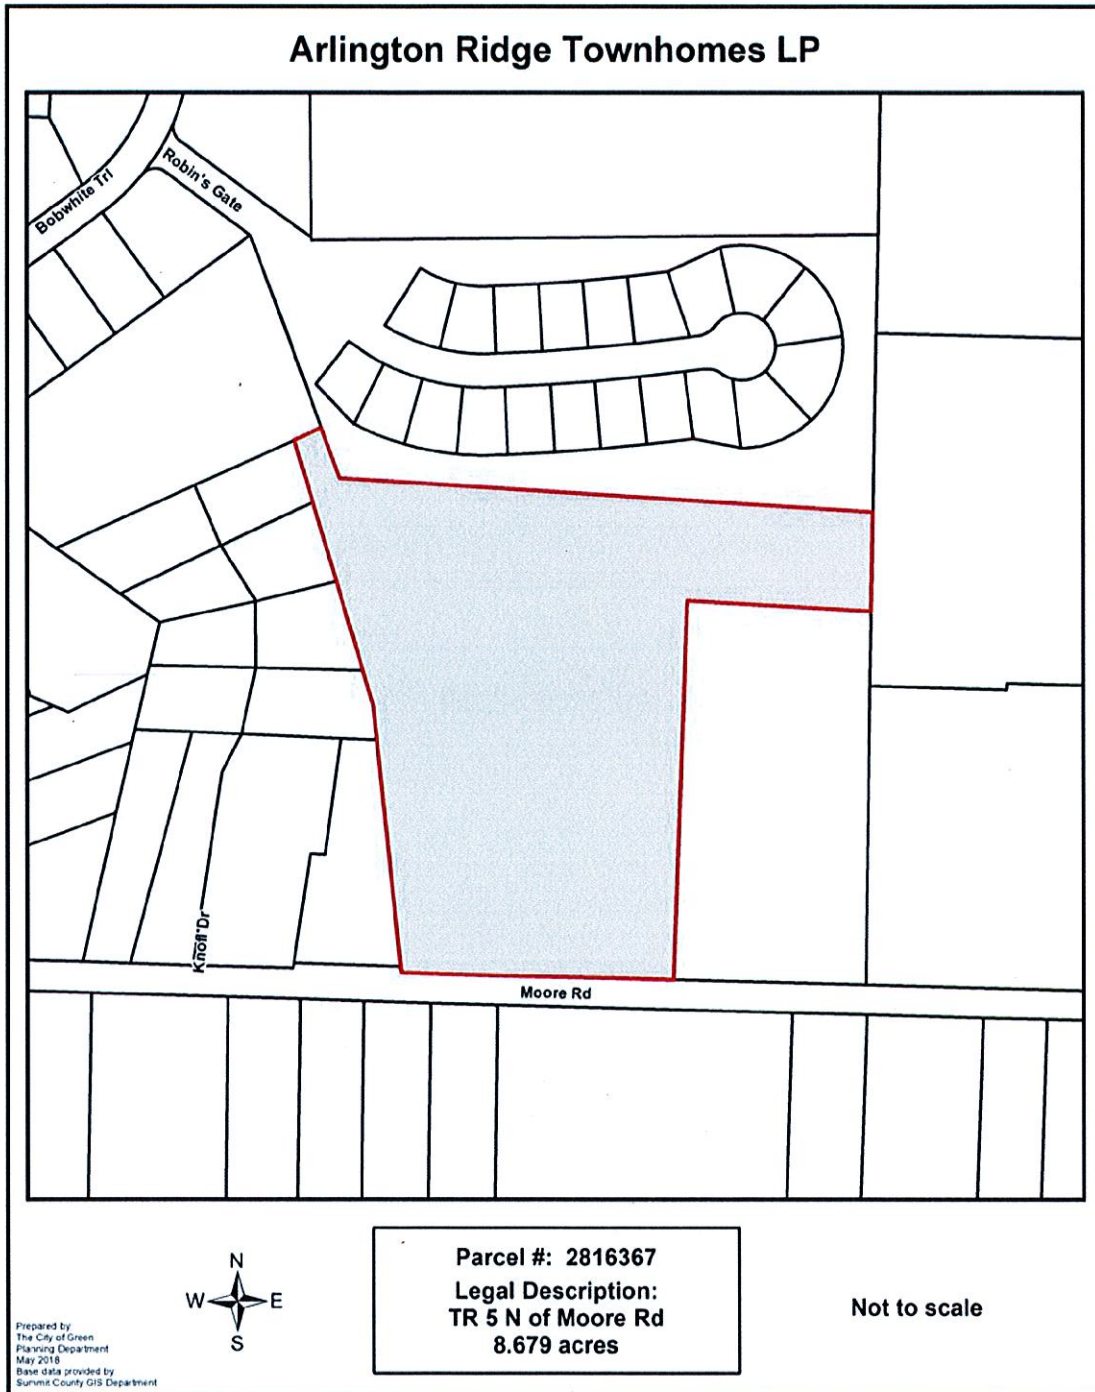 Arlington Ridge Townhomes LP
Bobwhite Trl
Robin's Gate
Knoll Dr
Moore Rd
N
W E
S
Parcel #: 2816367
Legal Description:
TR 5 N of Moore Rd
8.679 acres
Not to scale
Prepared by
The City of Green
Planning Department
May 2018
Base data provided by
Summit County GIS Department